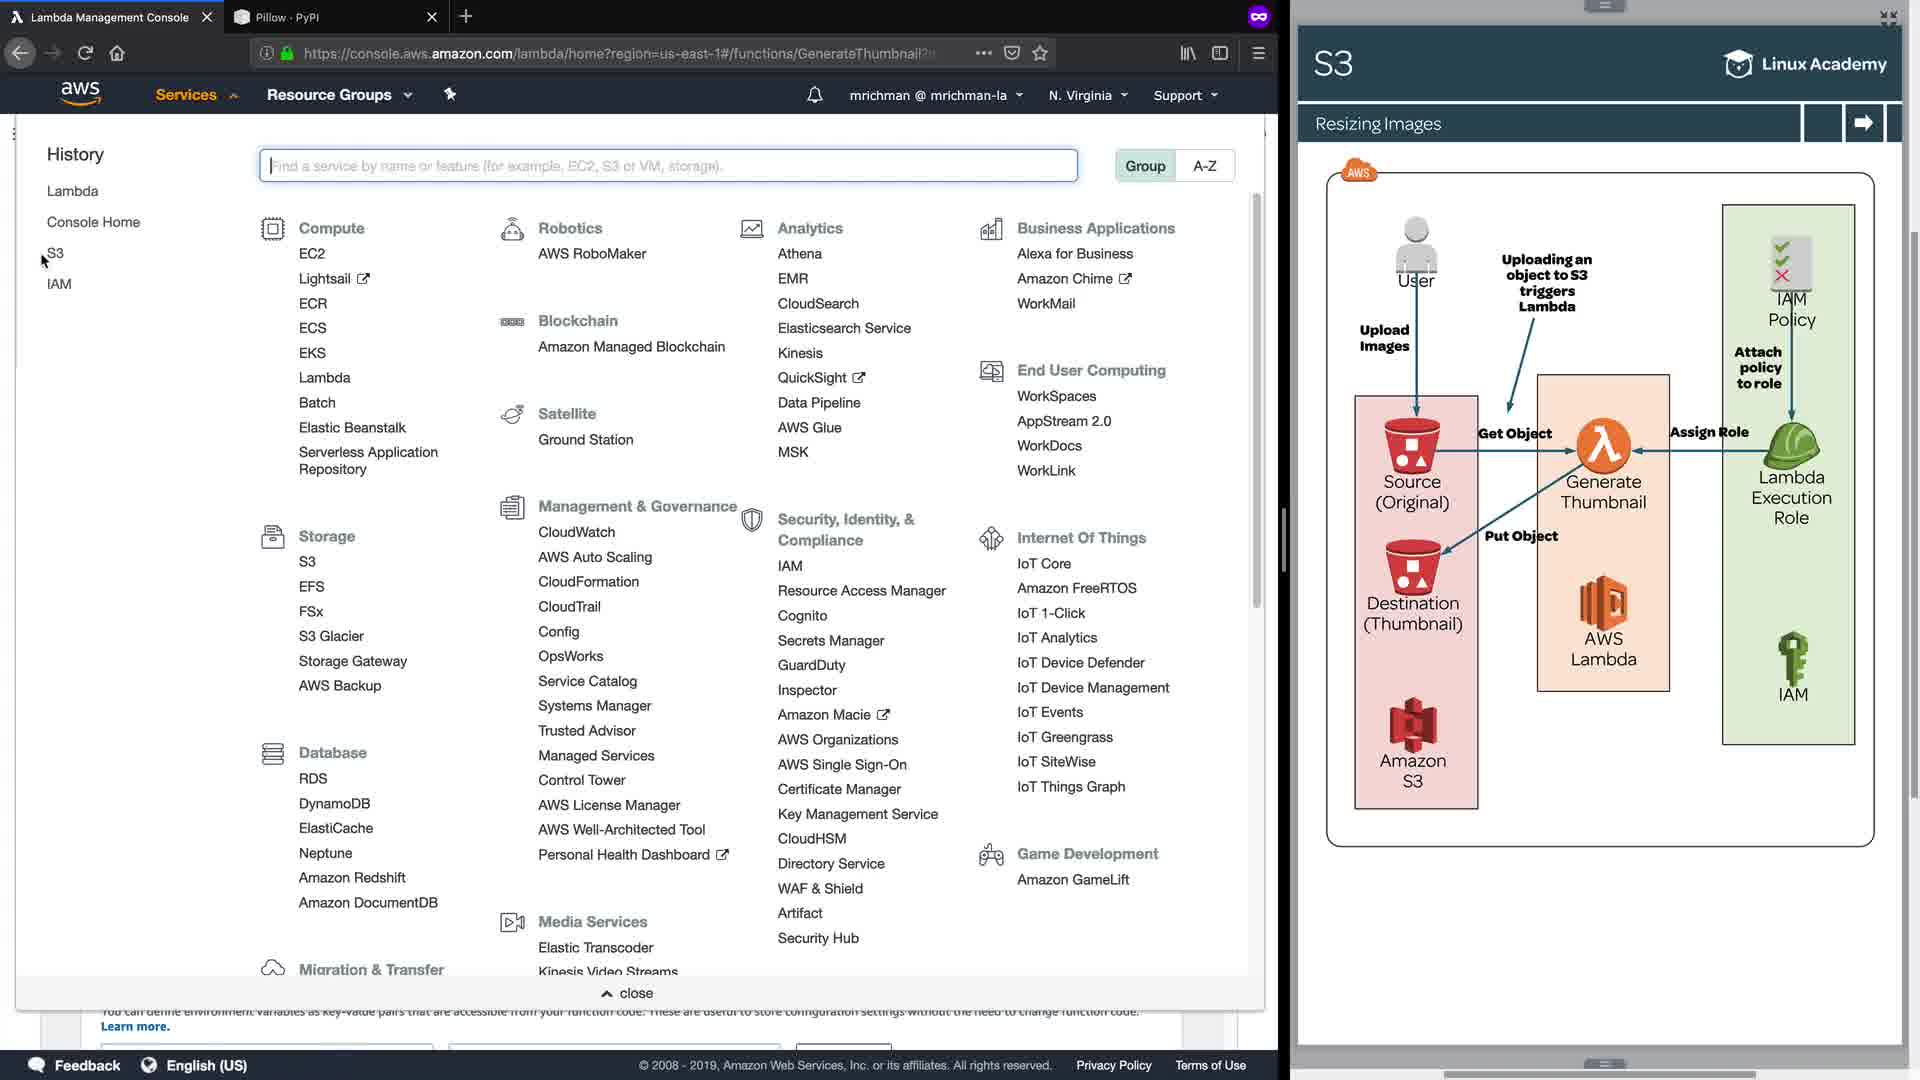 Lambda Management Console
Pillow · PyPI
https://console.aws.amazon.com/lambda/home?region=us-east-1#/functions/GenerateThumbnail?
aws
Services
Resource Groups
mrichman @ mrichman-la
N. Virginia
Support
History
Lambda
Console Home
S3
IAM
Find a service by name or feature (for example, EC2, S3 or VM, storage).
Group
A-Z
Compute
EC2
Lightsail
ECR
ECS
EKS
Lambda
Batch
Elastic Beanstalk
Serverless Application
Repository
Storage
S3
EFS
FSx
S3 Glacier
Storage Gateway
AWS Backup
Database
RDS
DynamoDB
ElastiCache
Neptune
Amazon Redshift
Amazon DocumentDB
Migration & Transfer
Robotics
AWS RoboMaker
Blockchain
Amazon Managed Blockchain
Satellite
Ground Station
Management & Governance
CloudWatch
AWS Auto Scaling
CloudFormation
CloudTrail
Config
OpsWorks
Service Catalog
Systems Manager
Trusted Advisor
Managed Services
Control Tower
AWS License Manager
AWS Well-Architected Tool
Personal Health Dashboard
Media Services
Elastic Transcoder
Kinesis Video Streams
Analytics
Athena
EMR
CloudSearch
Elasticsearch Service
Kinesis
QuickSight
Data Pipeline
AWS Glue
MSK
Security, Identity, &
Compliance
IAM
Resource Access Manager
Cognito
Secrets Manager
GuardDuty
Inspector
Amazon Macie
AWS Organizations
AWS Single Sign-On
Certificate Manager
Key Management Service
CloudHSM
Directory Service
WAF & Shield
Artifact
Security Hub
Business Applications
Alexa for Business
Amazon Chime
WorkMail
End User Computing
WorkSpaces
AppStream 2.0
WorkDocs
WorkLink
Internet Of Things
IoT Core
Amazon FreeRTOS
IoT 1-Click
IoT Analytics
IoT Device Defender
IoT Device Management
IoT Events
IoT Greengrass
IoT SiteWise
IoT Things Graph
Game Development
Amazon GameLift
close
You can define environment variables as key-value pairs that are accessible from your function code. These are useful to store configuration settings without the need to change function code.
Learn more.
Feedback
English (US)
© 2008 - 2019, Amazon Web Services, Inc. or its affiliates. All rights reserved.
Privacy Policy
Terms of Use
S3
Linux Academy
Resizing Images
AWS
User
Upload
Images
Uploading an
object to S3
triggers
Lambda
IAM
Policy
Attach
policy
to role
Get Object
Assign Role
Source
(Original)
Generate
Thumbnail
Lambda
Execution
Role
Put Object
Destination
(Thumbnail)
AWS
Lambda
IAM
Amazon
S3